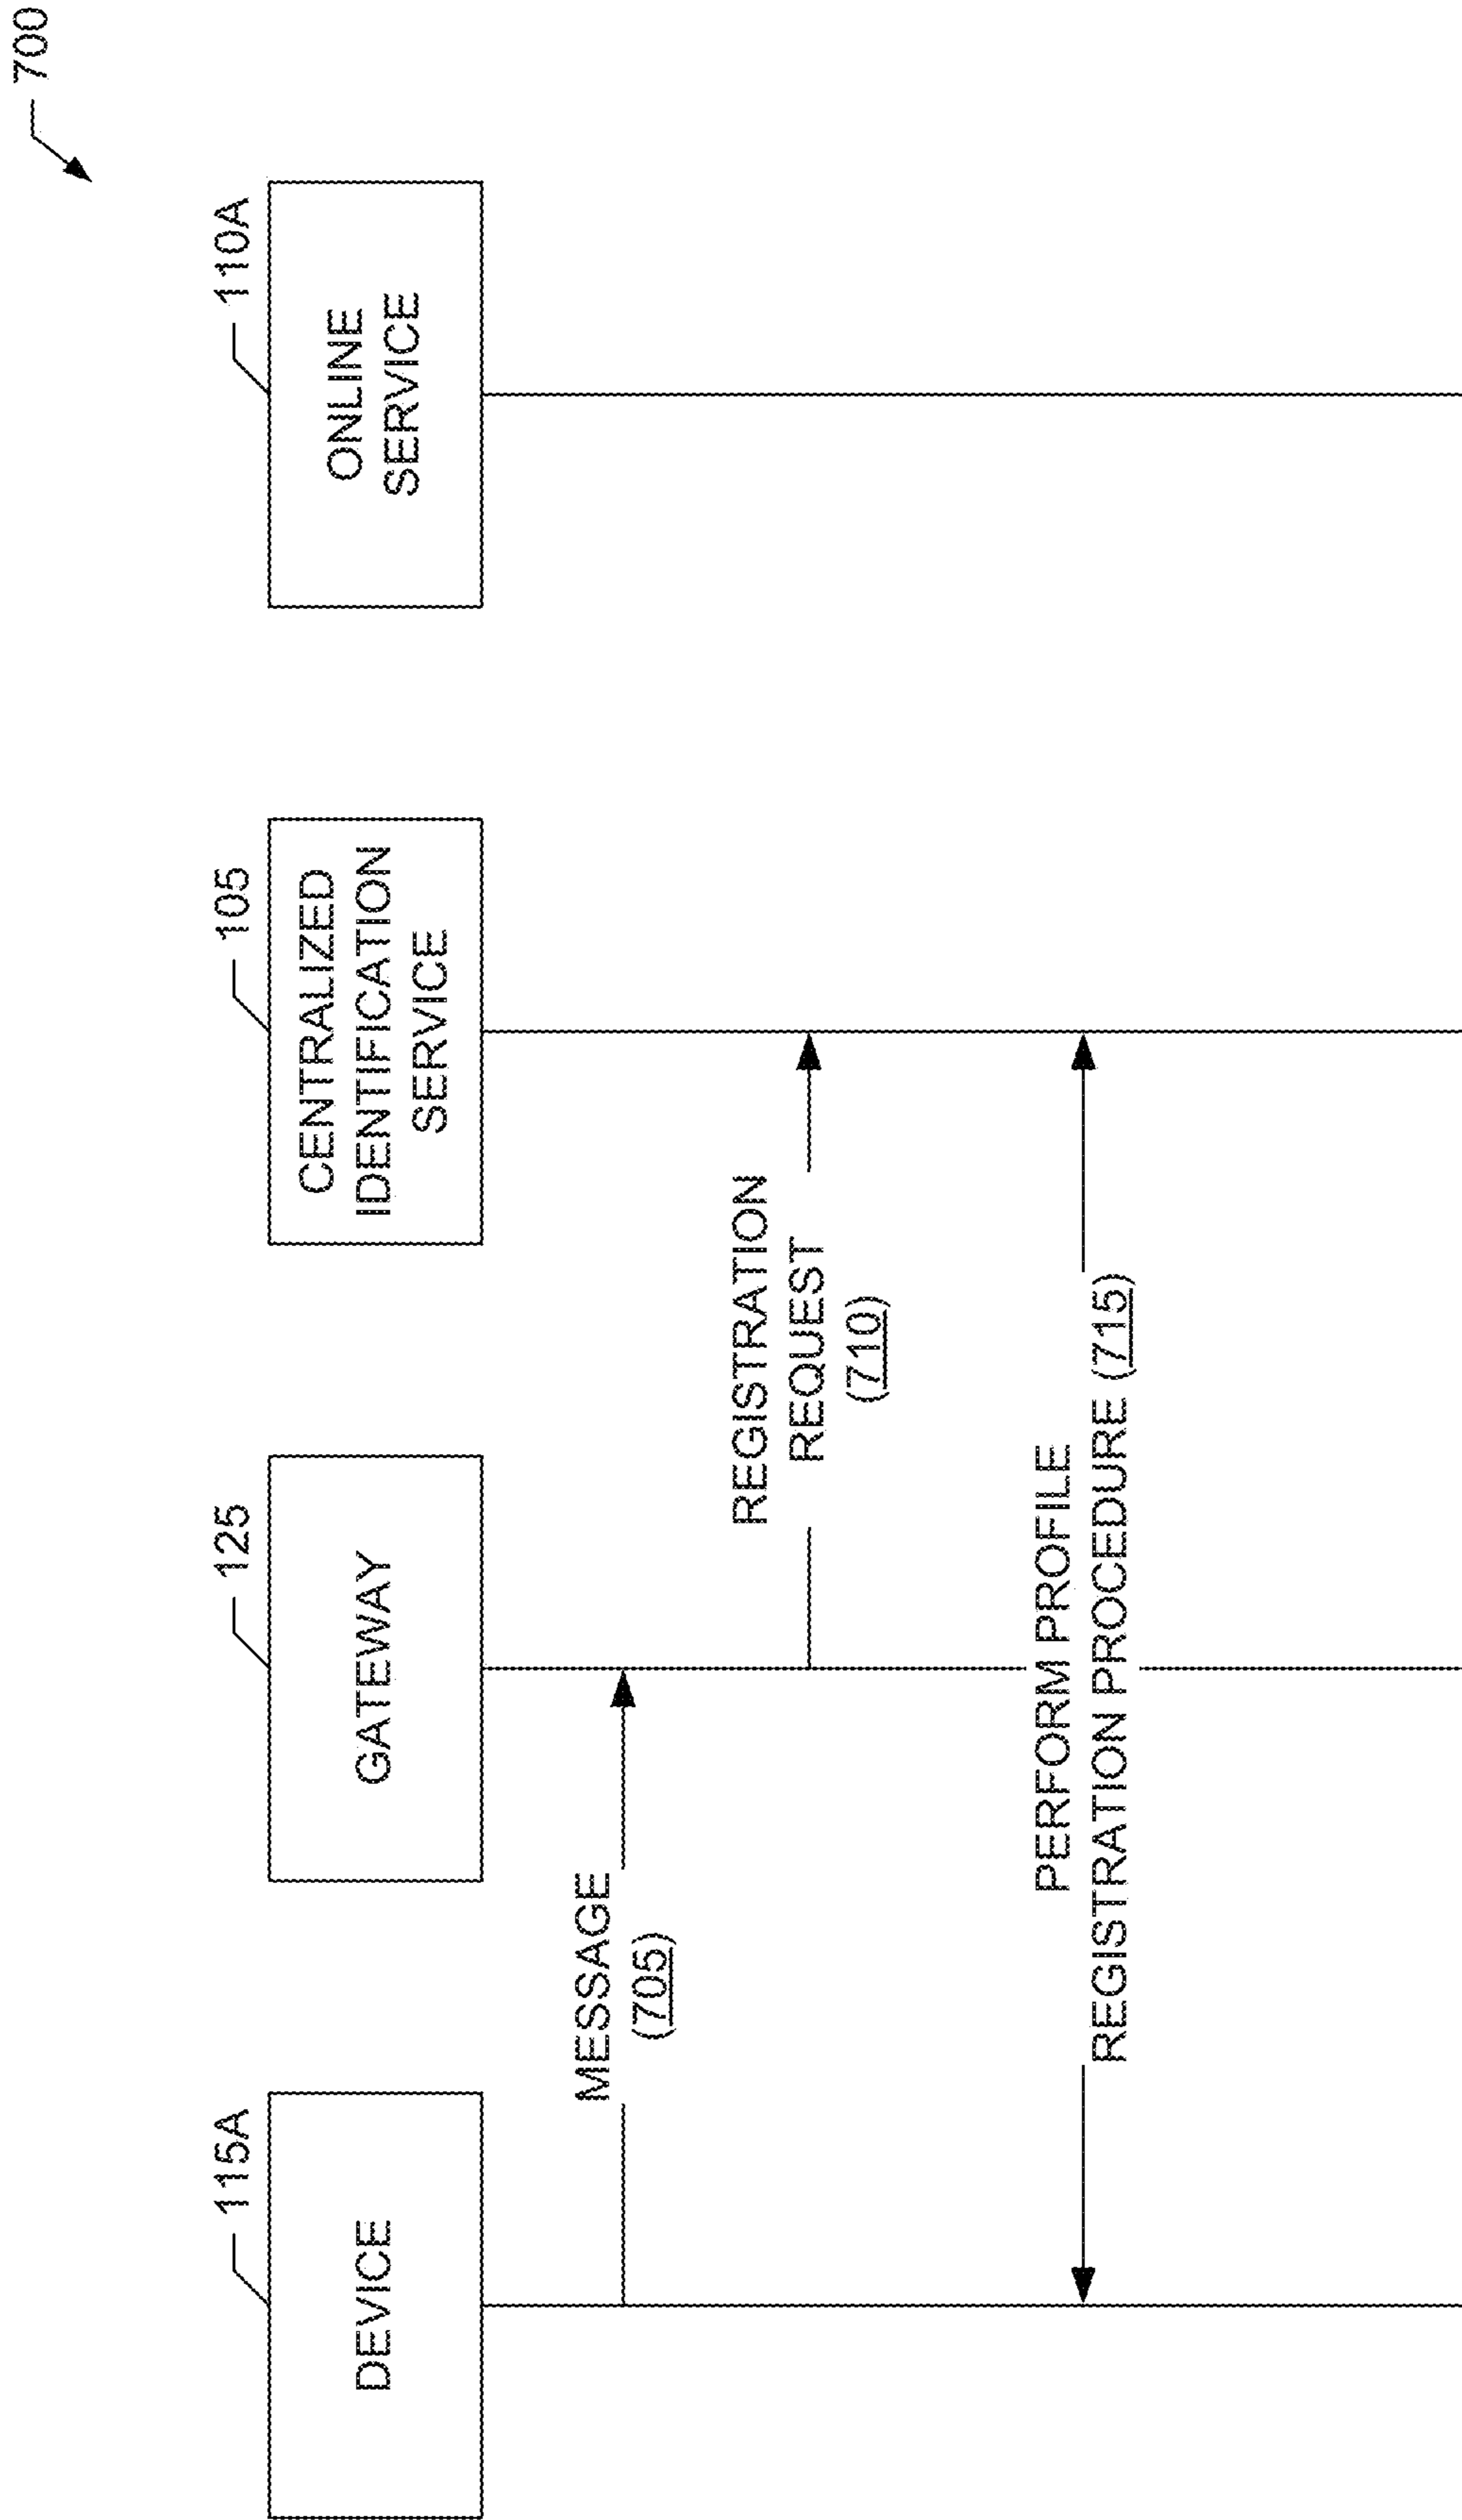 700
115A
125
105
110A
DEVICE
GATEWAY
CENTRALIZED
IDENTIFICATION
SERVICE
ONLINE
SERVICE
MESSAGE
(705)
REGISTRATION
REQUEST
(710)
PERFORM PROFILE
REGISTRATION PROCEDURE (715)